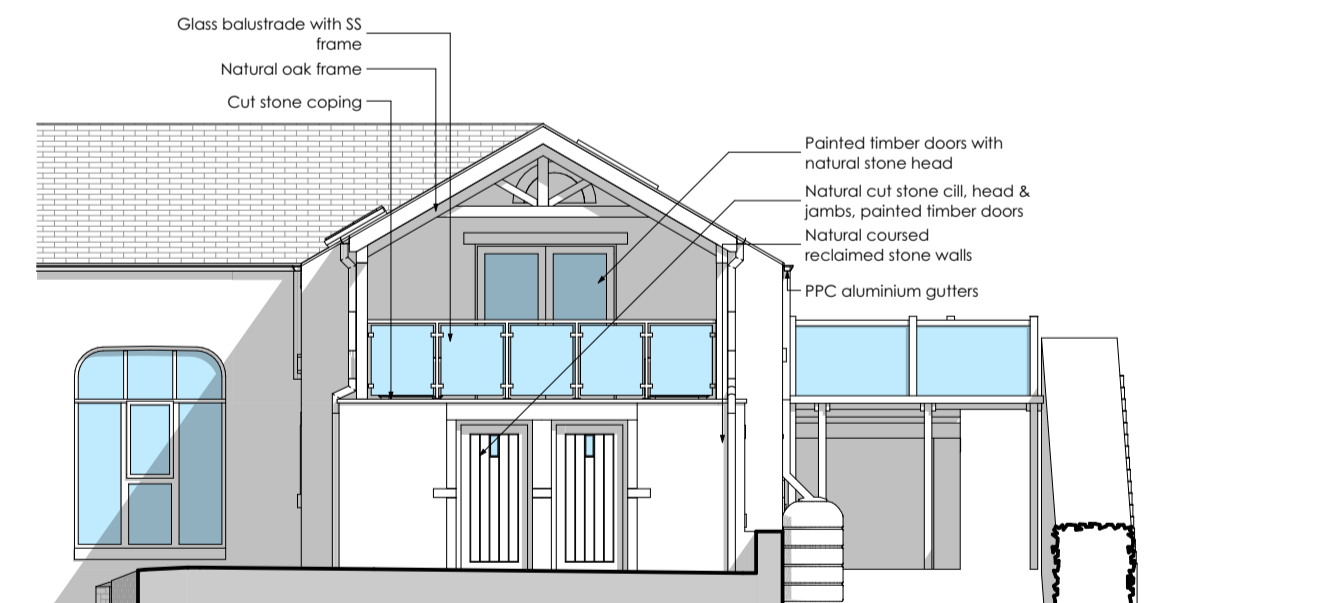 Glass balustrade with SS
frame
Natural oak frame
Cut stone coping
Painted timber doors with
natural stone head
Natural cut stone cill, head &
jambs, painted timber doors
Natural coursed
reclaimed stone walls
PPC aluminium gutters